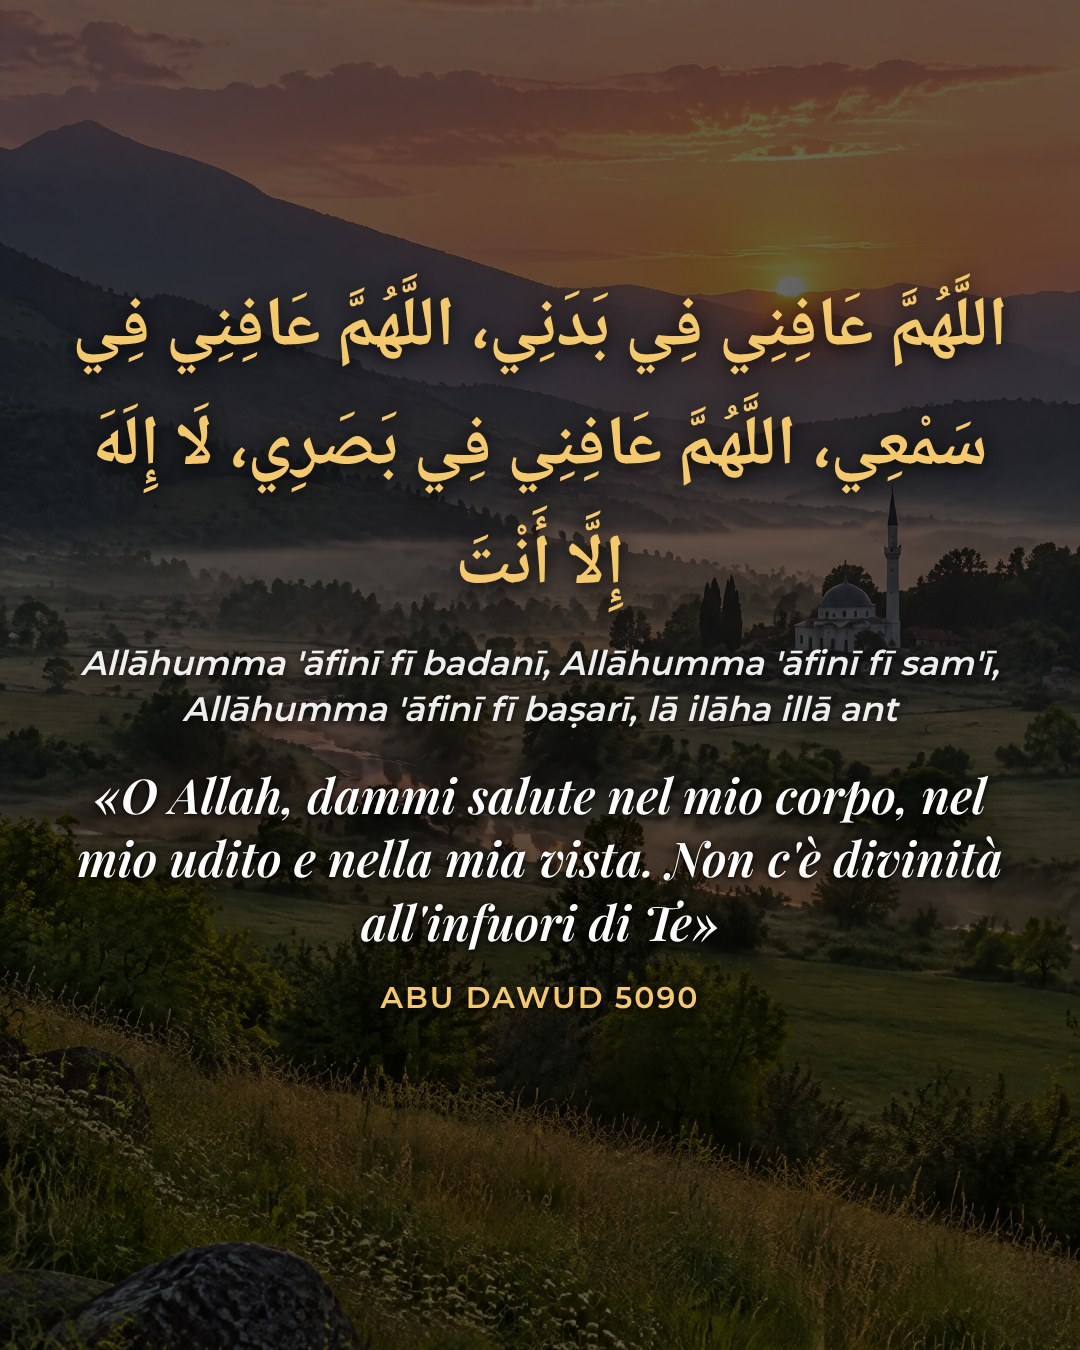 اللَّهُمَّ عَافِنِي فِي بَدَنِي، اللَّهُمَّ عَافِنِي فِي
سَمْعِي، اللَّهُمَّ عَافِنِي فِي بَصَرِي، لَا إِلَهَ
إِلَّا أَنْتَ
Allāhumma 'āfinī fī badanī, Allāhumma 'āfinī fī sam'ī,
Allāhumma 'āfinī fī baṣarī, lā ilāha illā ant
«O Allah, dammi salute nel mio corpo, nel
mio udito e nella mia vista. Non c'è divinità
all'infuori di Te»
ABU DAWUD 5090